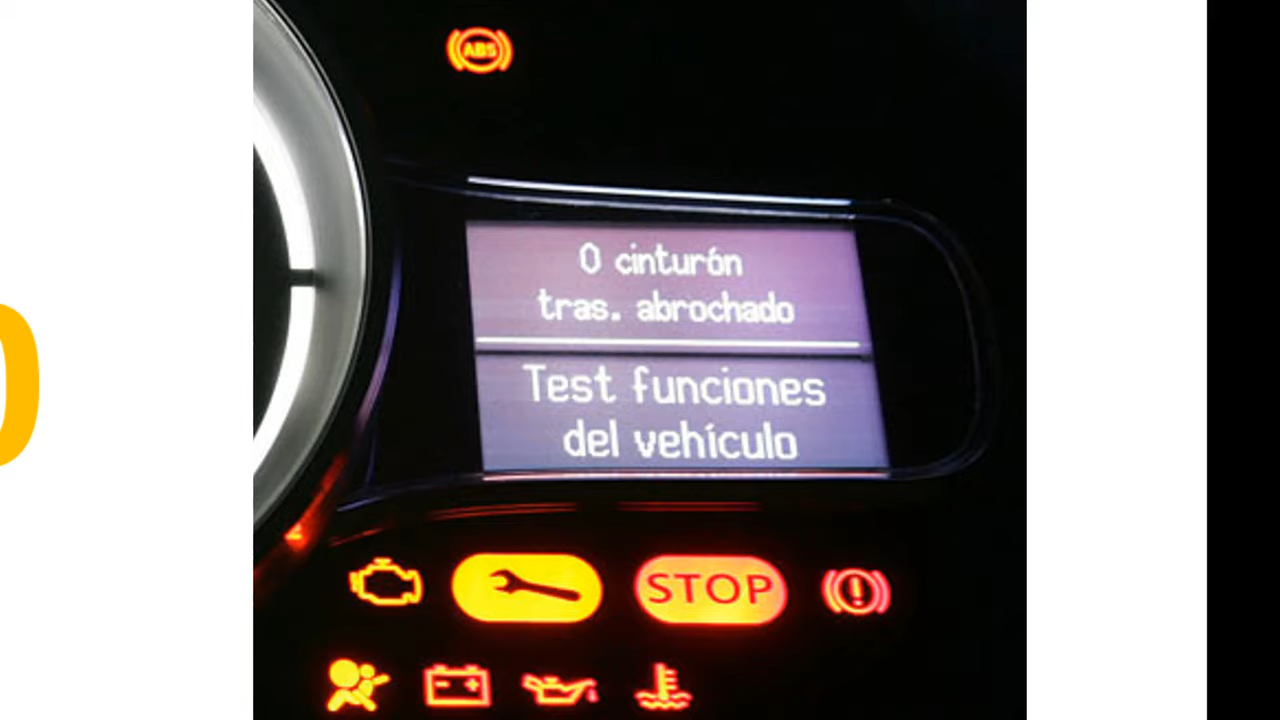 ABS
0 cinturón
tras. abrochado
Test funciones
del vehículo
STOP